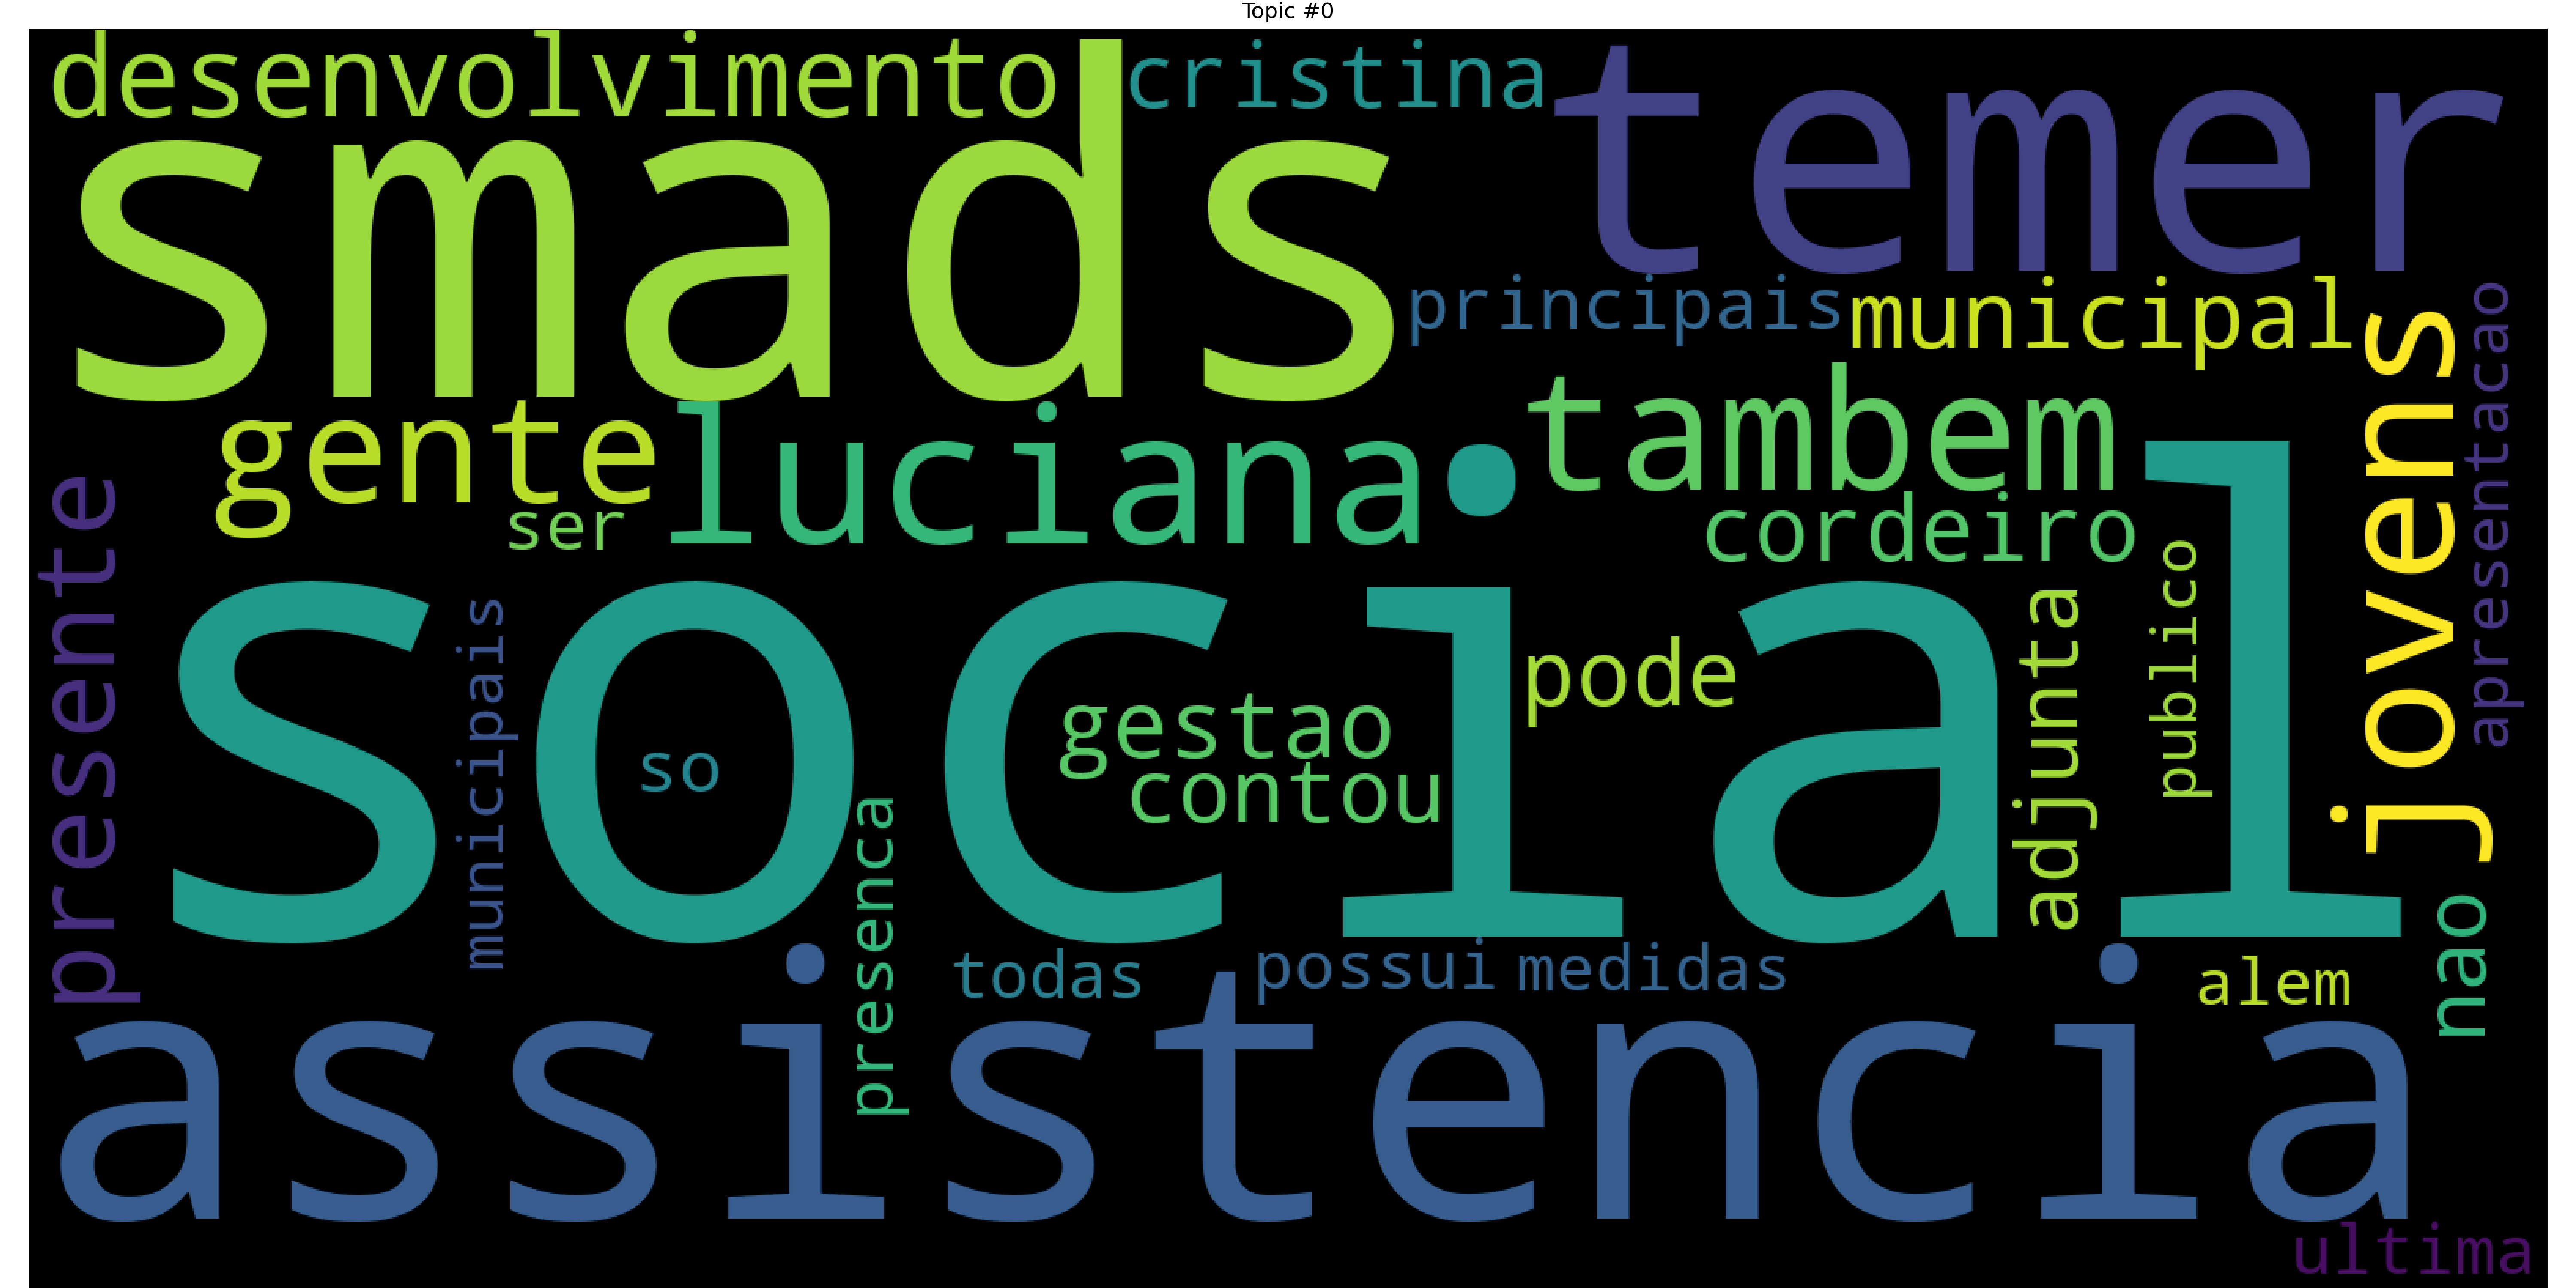 Topic #0
desenvolvimento
cristina
temer
smads
principais
municipal
jovens
apresentacao
gente
luciana
tambem
ser
cordeiro
presente
social
municipais
so
gestao
contou
pode
adjunta
publico
presenca
todas
possui
medidas
alem
nao
assistencia
ultima